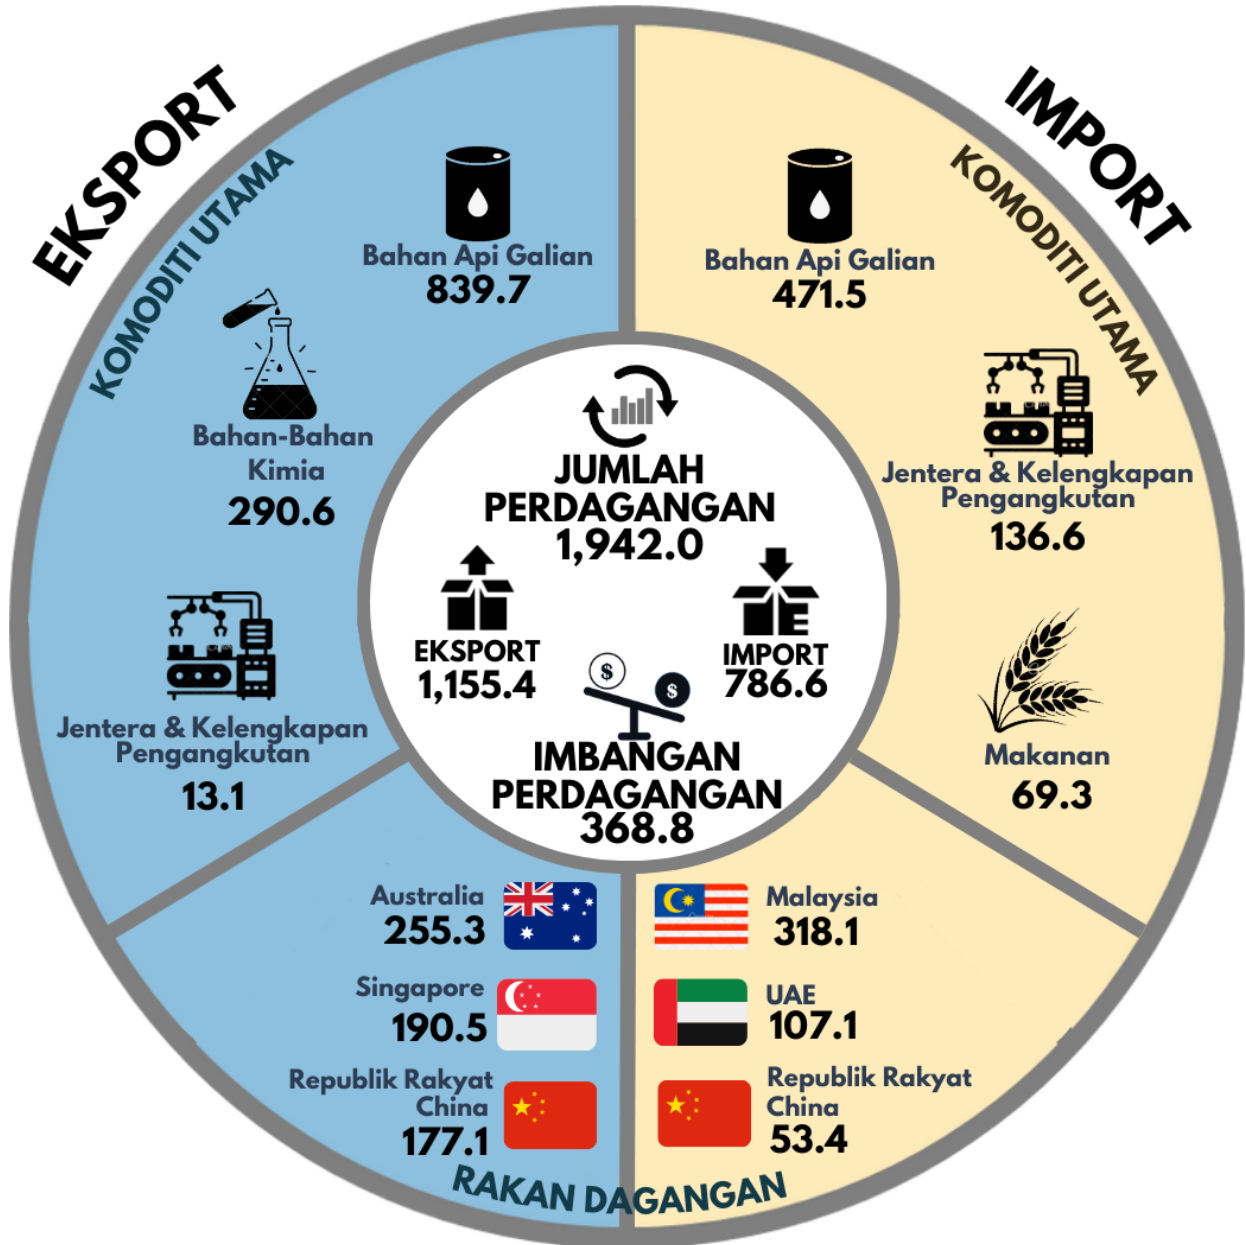 EKSPORT
KOMODITI UTAMA
Bahan Api Galian
839.7
Bahan-Bahan
Kimia
290.6
Jentera & Kelengkapan
Pengangkutan
13.1
IMPORT
KOMODITI UTAMA
Bahan Api Galian
471.5
Jentera & Kelengkapan
Pengangkutan
136.6
Makanan
69.3
JUMLAH
PERDAGANGAN
1,942.0
EKSPORT
1,155.4
IMPORT
786.6
$
$
IMBANGAN
PERDAGANGAN
368.8
Australia
255.3
Singapore
190.5
Republik Rakyat
China
177.1
Malaysia
318.1
UAE
107.1
Republik Rakyat
China
53.4
RAKAN DAGANGAN